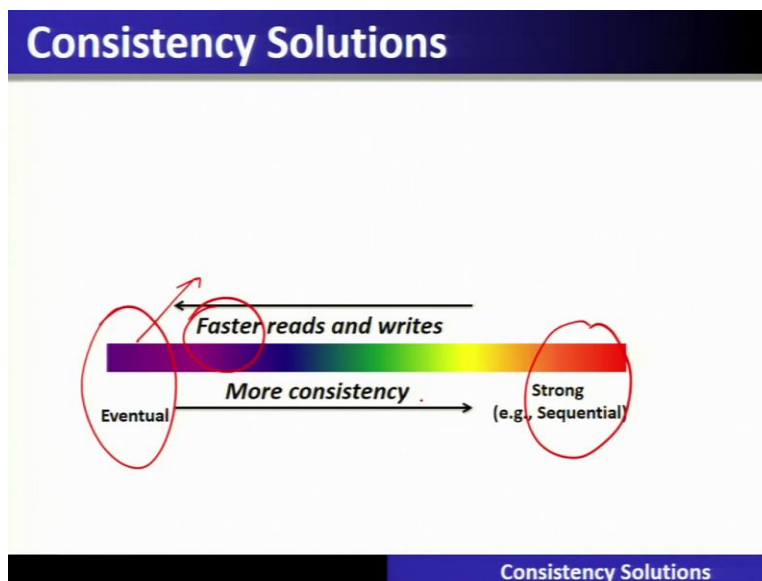 Consistency Solutions
Faster reads and writes
More consistency
Strong
(e.g., Sequential)
Eventual
Consistency Solutions